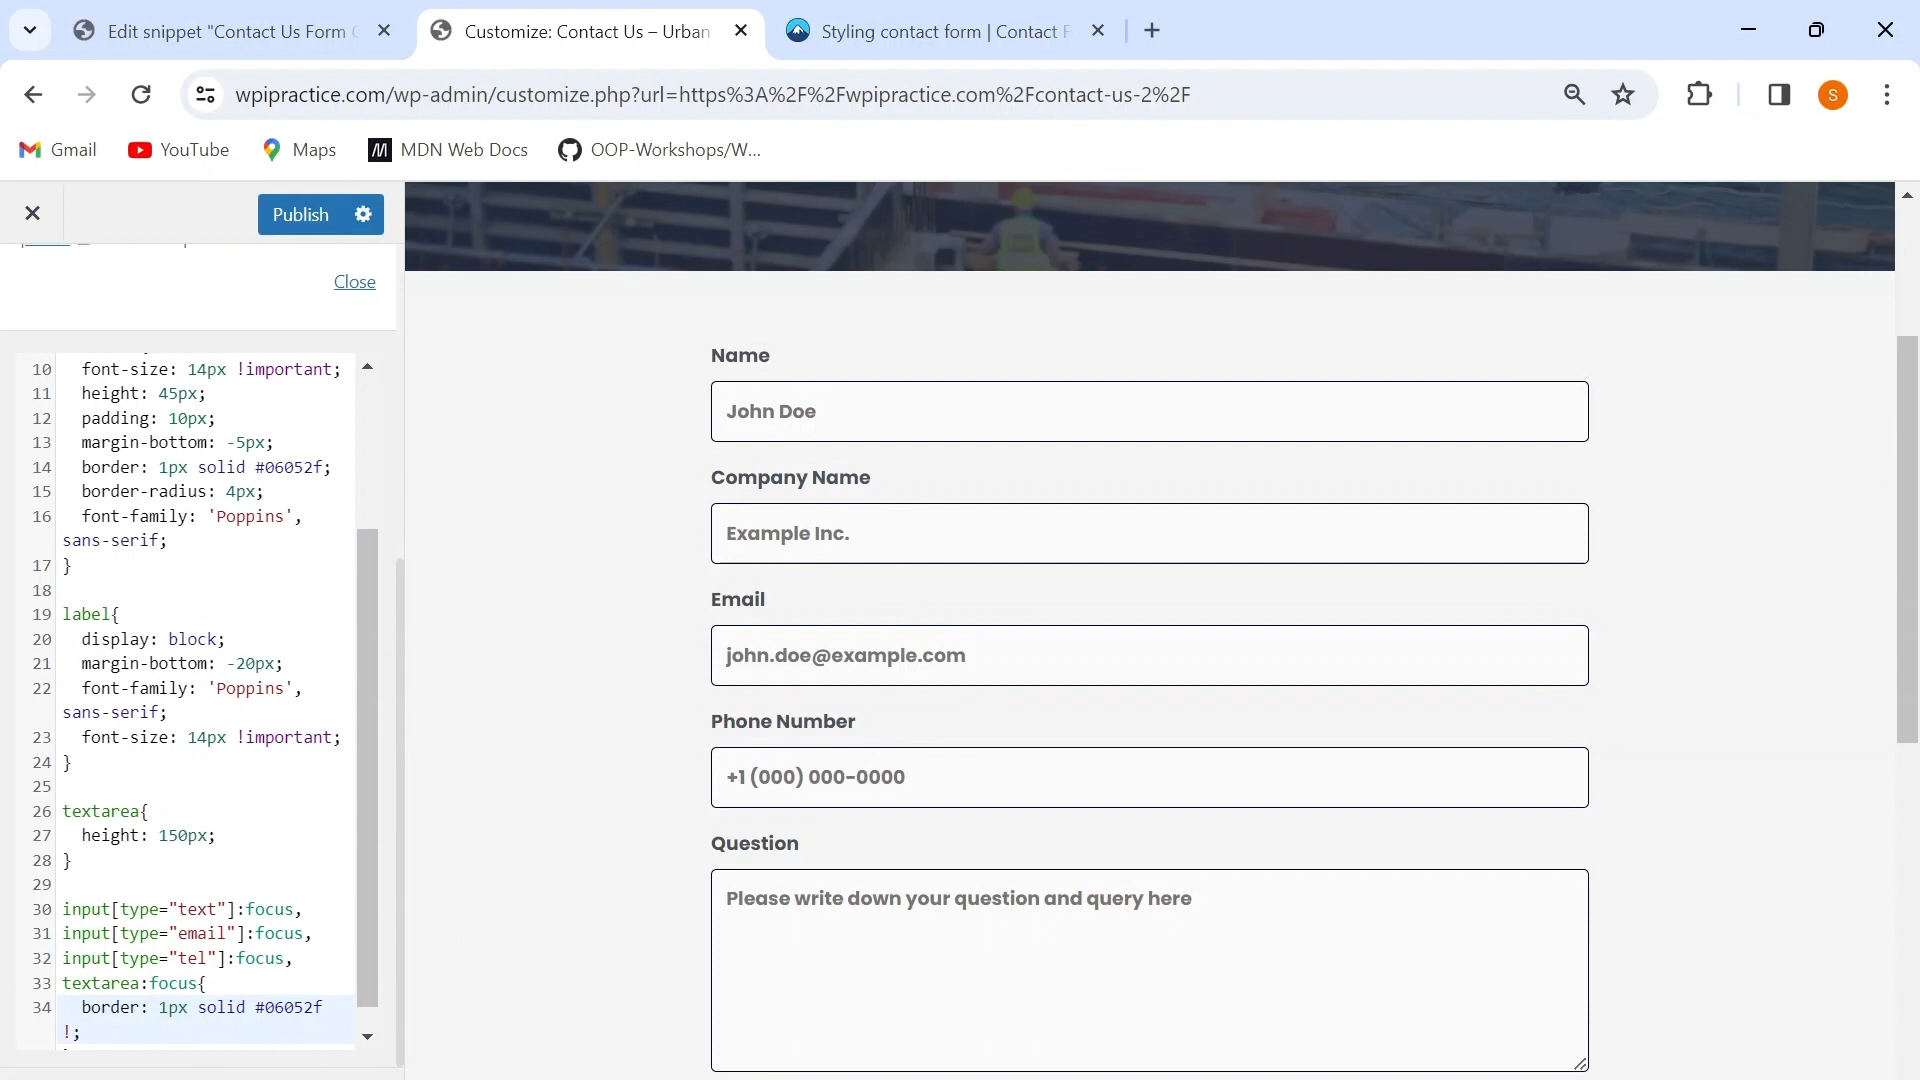 Edit snippet "Contact Us Form
Customize: Contact Us – Urban
Styling contact form | Contact F
wpipractice.com/wp-admin/customize.php?url=https%3A%2F%2Fwpipractice.com%2Fcontact-us-2%2F
S
Gmail
YouTube
Maps
MDN Web Docs
OOP-Workshops/W...
Publish
Close
10 font-size: 14px !important;
11 height: 45px;
12 padding: 10px;
13 margin-bottom: -5px;
14 border: 1px solid #06052f;
15 border-radius: 4px;
16 font-family: 'Poppins',
sans-serif;
17 }
18
19 label{
20 display: block;
21 margin-bottom: -20px;
22 font-family: 'Poppins',
sans-serif;
23 font-size: 14px !important;
24 }
25
26 textarea{
27 height: 150px;
28 }
29
30 input[type="text"]:focus,
31 input[type="email"]:focus,
32 input[type="tel"]:focus,
33 textarea:focus{
34 border: 1px solid #06052f
!;
Name
John Doe
Company Name
Example Inc.
Email
john.doe@example.com
Phone Number
+1 (000) 000-0000
Question
Please write down your question and query here